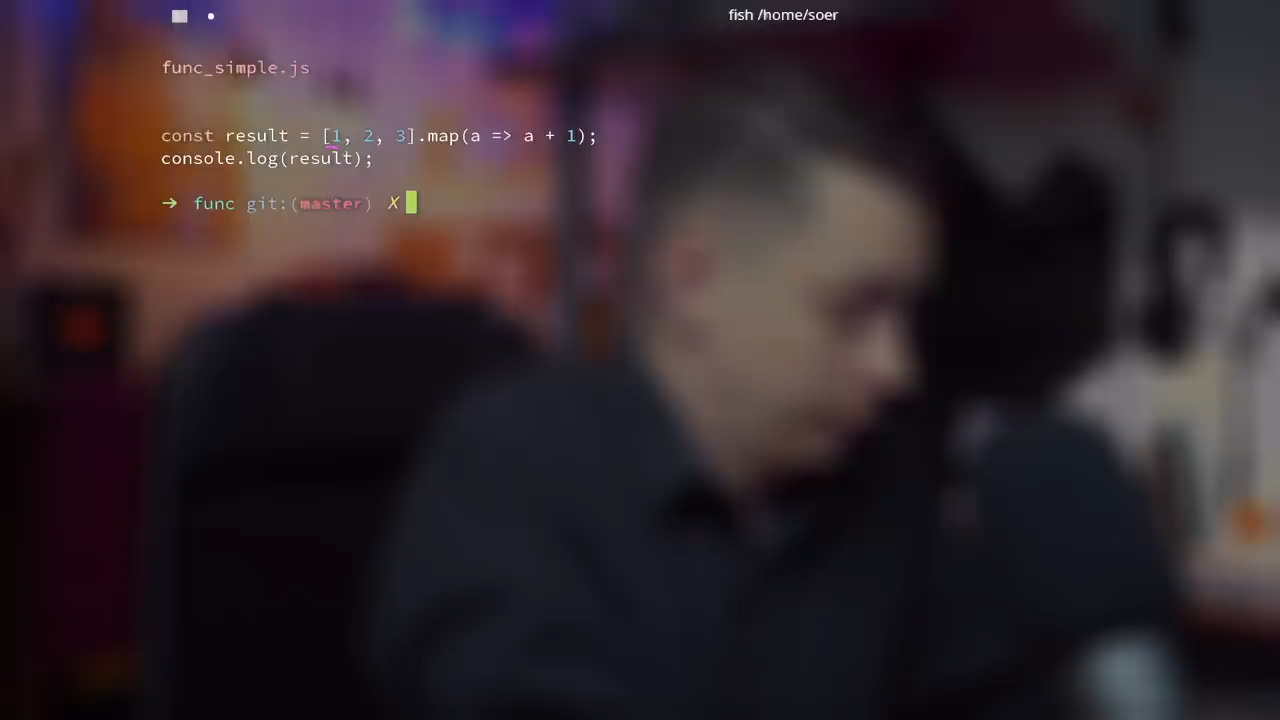 fish /home/soer
func_simple.js
const result = [1, 2, 3].map(a => a + 1);
console.log(result);
➜ func git:(master) ✗